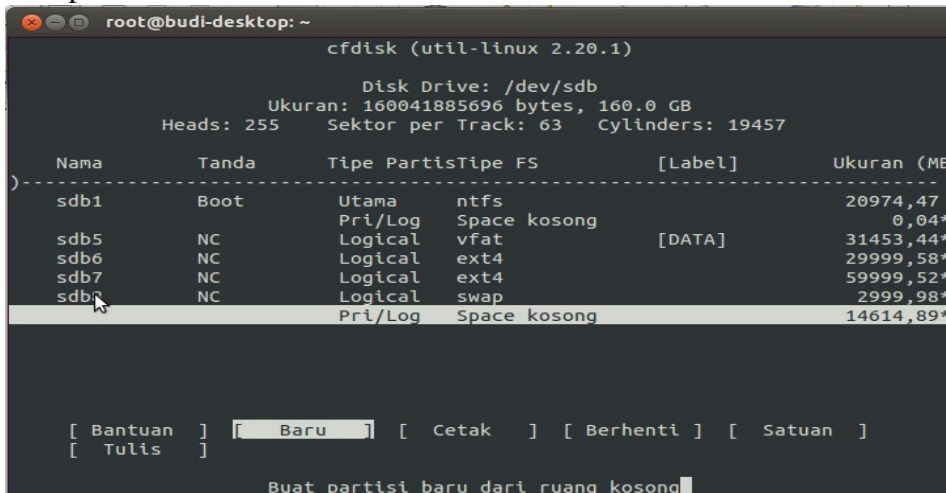 root@budi-desktop: ~
cfdisk (util-linux 2.20.1)
Disk Drive: /dev/sdb
Ukuran: 160041885696 bytes, 160.0 GB
Heads: 255 Sektor per Track: 63 Cylinders: 19457
Nama Tanda Tipe PartisTipe FS [Label] Ukuran (MB
)------------------------------------------------------------------------------
sdb1 Boot Utama ntfs 20974,47
Pri/Log Space kosong 0,04*
sdb5 NC Logical vfat [DATA] 31453,44*
sdb6 NC Logical ext4 29999,58*
sdb7 NC Logical ext4 59999,52*
sdb8 NC Logical swap 2999,98*
Pri/Log Space kosong 14614,89*
[ Bantuan ] [ Baru ] [ Cetak ] [ Berhenti ] [ Satuan ]
[ Tulis ]
Buat partisi baru dari ruang kosong